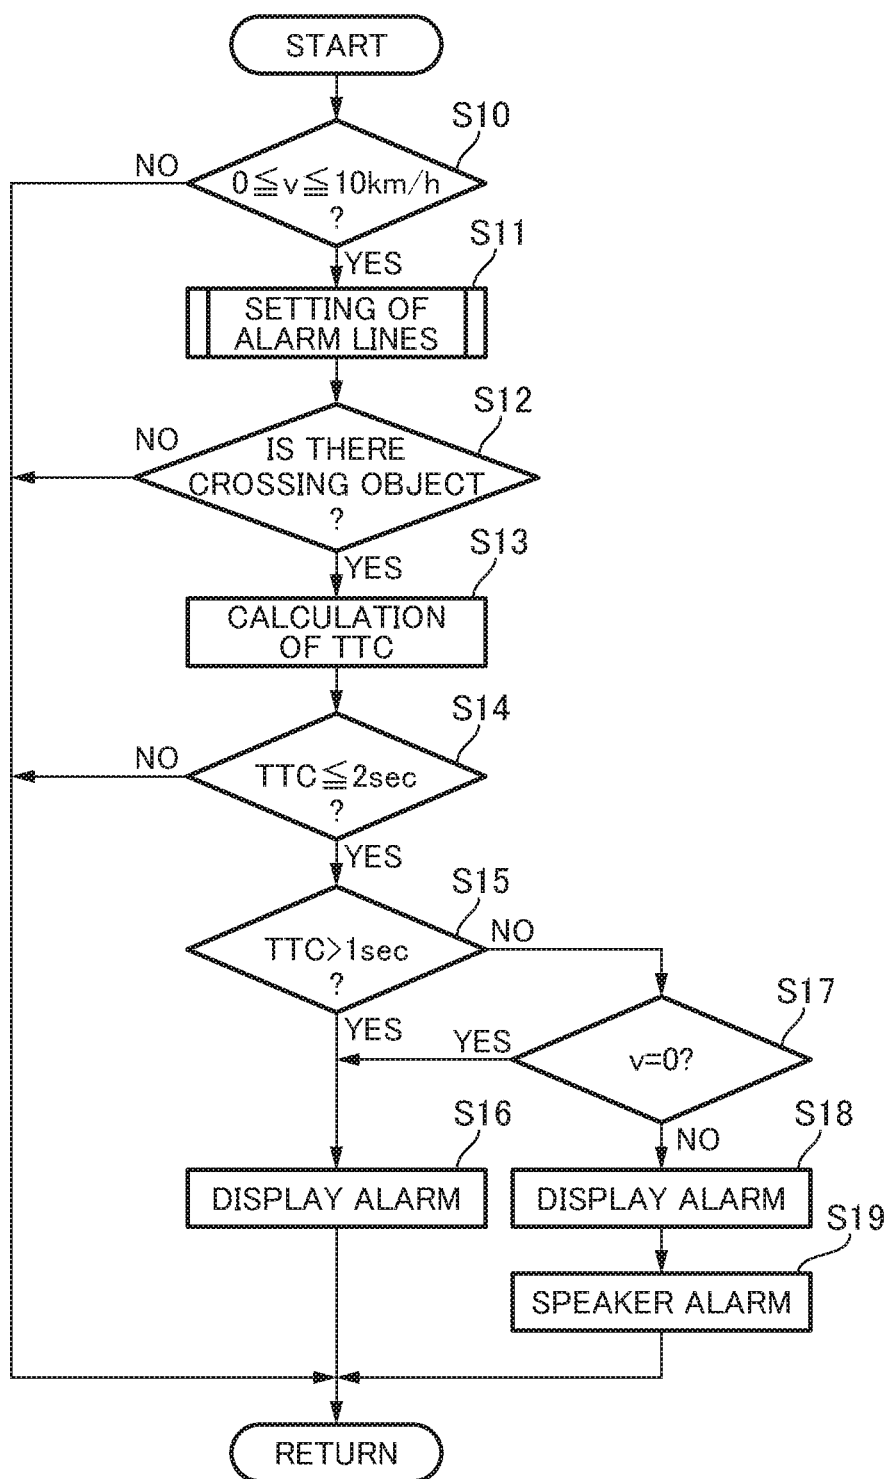 START
S10
NO
0≦v≦10km/h
?
YES
S11
SETTING OF
ALARM LINES
S12
NO
IS THERE
CROSSING OBJECT
?
YES
S13
CALCULATION
OF TTC
S14
NO
TTC≦2sec
?
YES
S15
NO
TTC>1sec
?
YES
S17
YES
v=0?
NO
S16
DISPLAY ALARM
S18
DISPLAY ALARM
S19
SPEAKER ALARM
RETURN